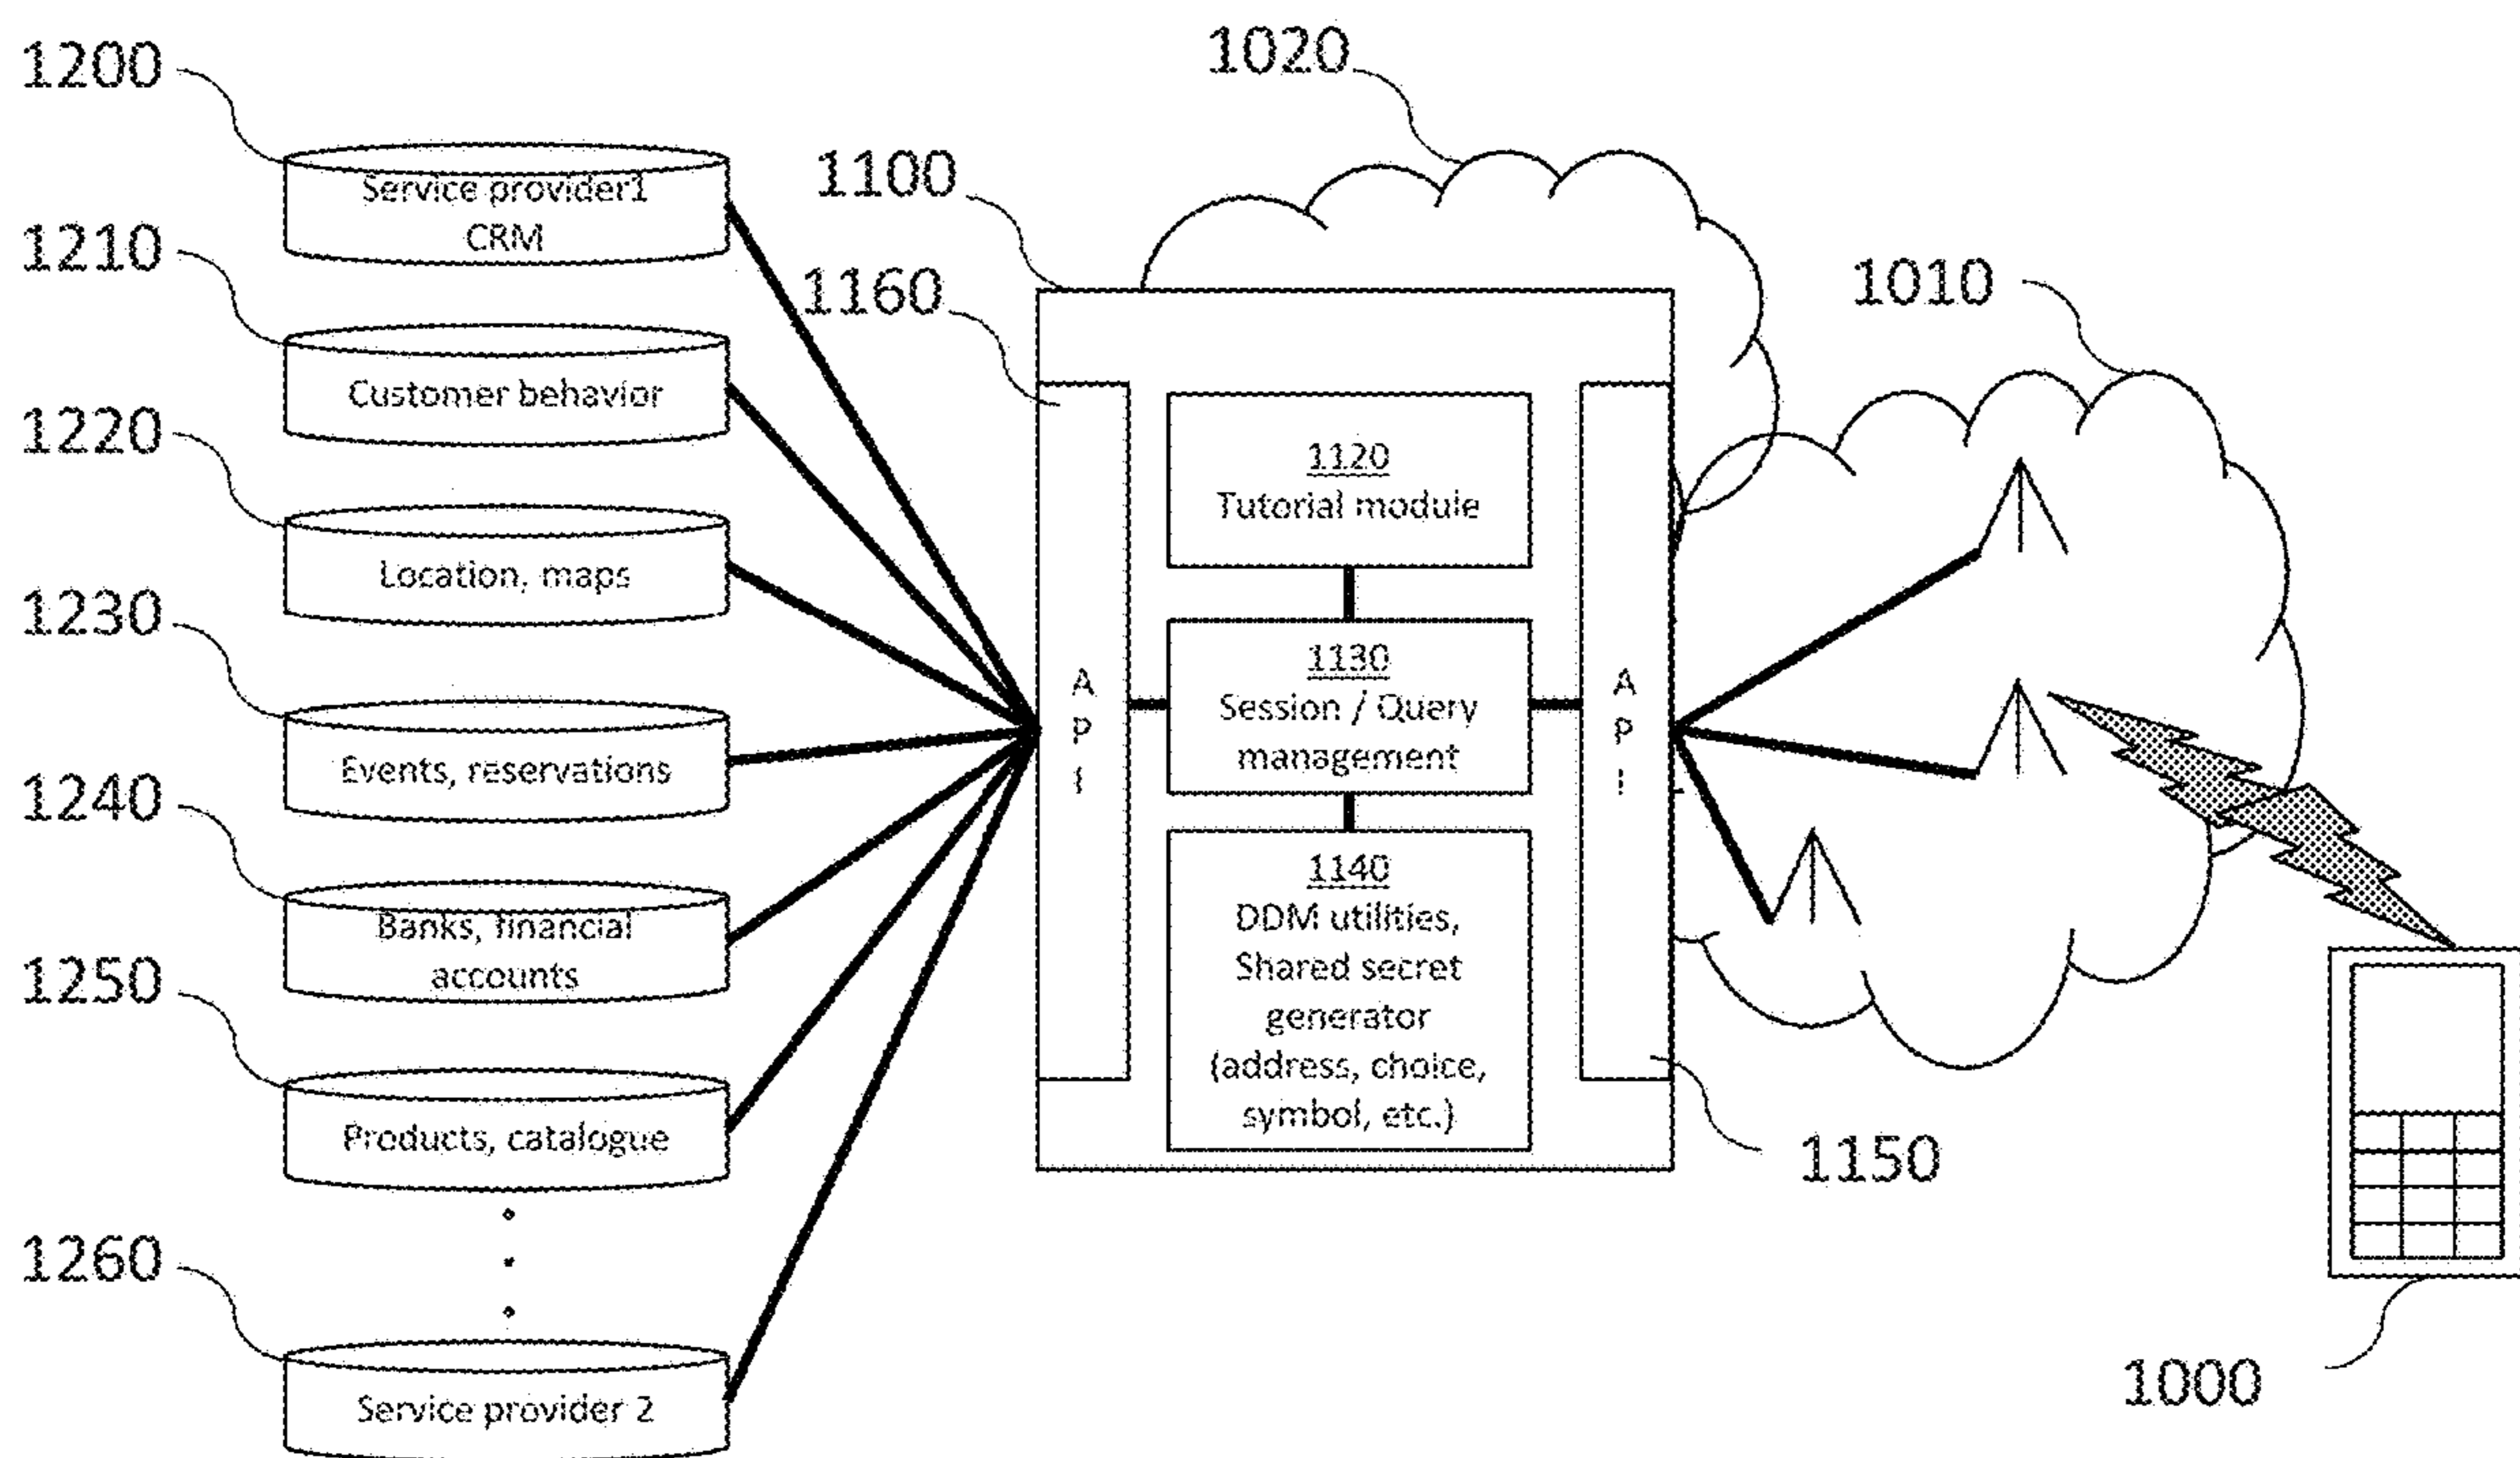 1200
Service provider1
CRM
1210
Customer behavior
1220
Location, maps
1230
Events, reservations
1240
Banks, financial
accounts
1250
Products, catalogue
1260
Service provider 2
1020
1100
1160
A
P
I
1120
Tutorial module
1130
Session / Query
management
1140
DDM utilities,
Shared secret
generator
(address, choice,
symbol, etc.)
A
P
I
1010
1150
1000